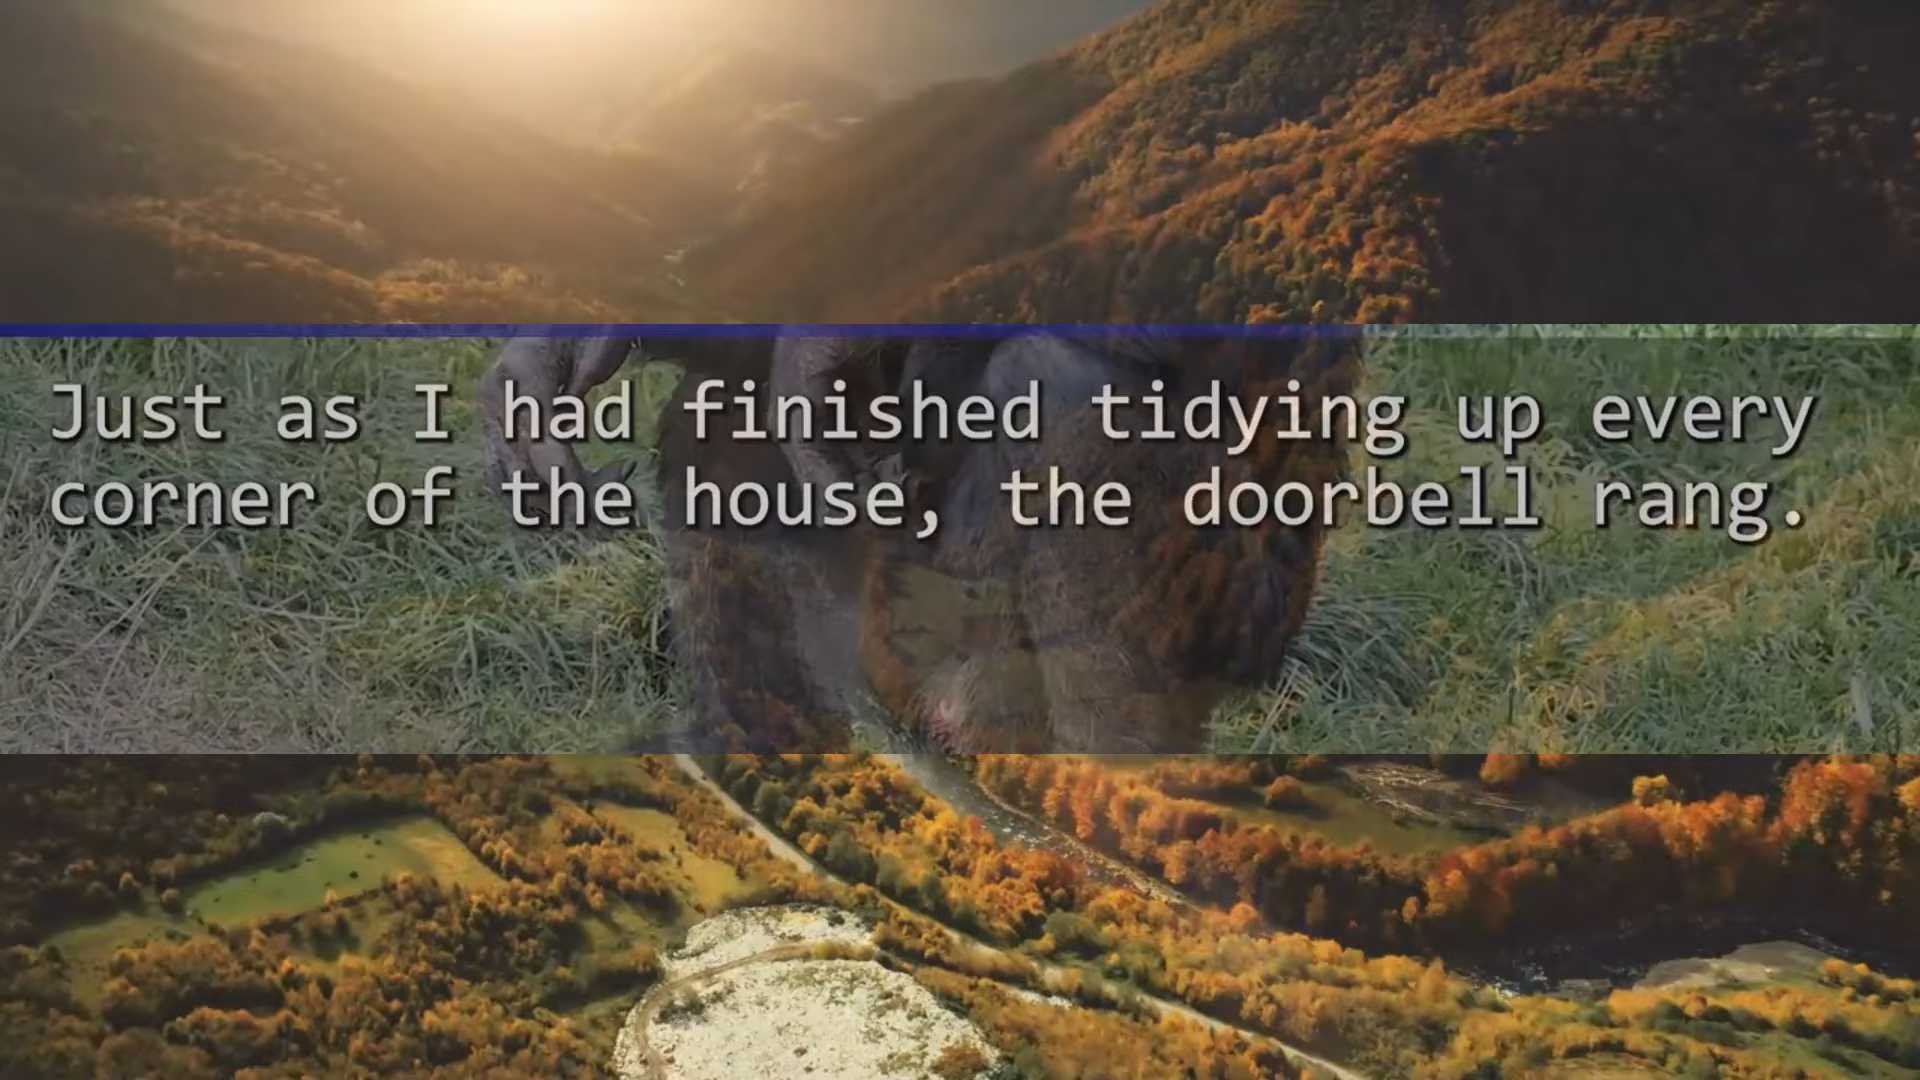 Just as I had finished tidying up every
corner of the house, the doorbell rang.